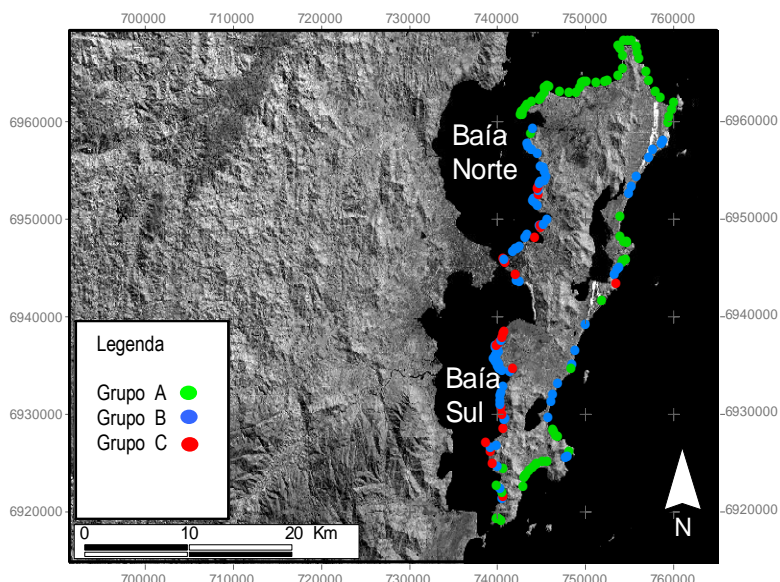 700000 710000 720000 730000 740000 750000 760000
6960000 6960000
Baía
Norte
6950000 6950000
6940000 6940000
Legenda
Grupo A
Grupo B
Grupo C
Baía
Sul
6930000 6930000
6920000 6920000
N
0 10 20 Km
700000 710000 720000 730000 740000 750000 760000